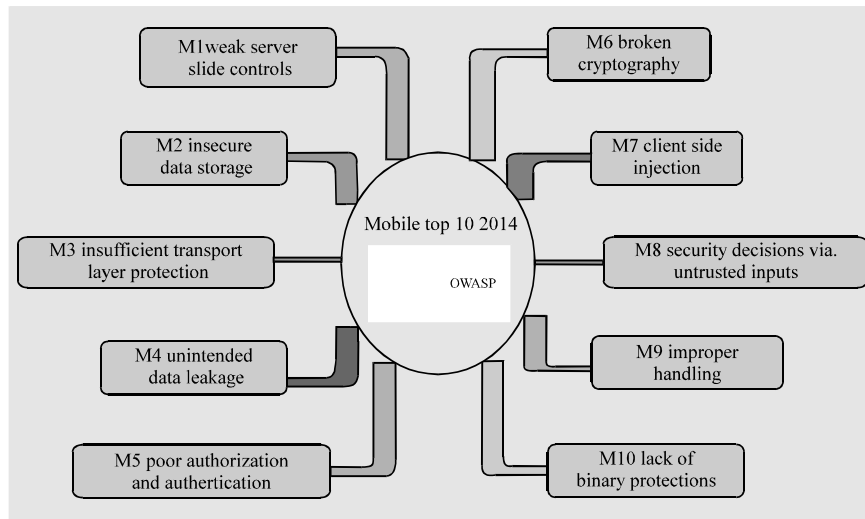 M1weak server
slide controls
M2 insecure
data storage
M3 insufficient transport
layer protection
M4 unintended
data leakage
M5 poor authorization
and authertication
Mobile top 10 2014
OWASP
M6 broken
cryptography
M7 client side
injection
M8 security decisions via.
untrusted inputs
M9 improper
handling
M10 lack of
binary protections